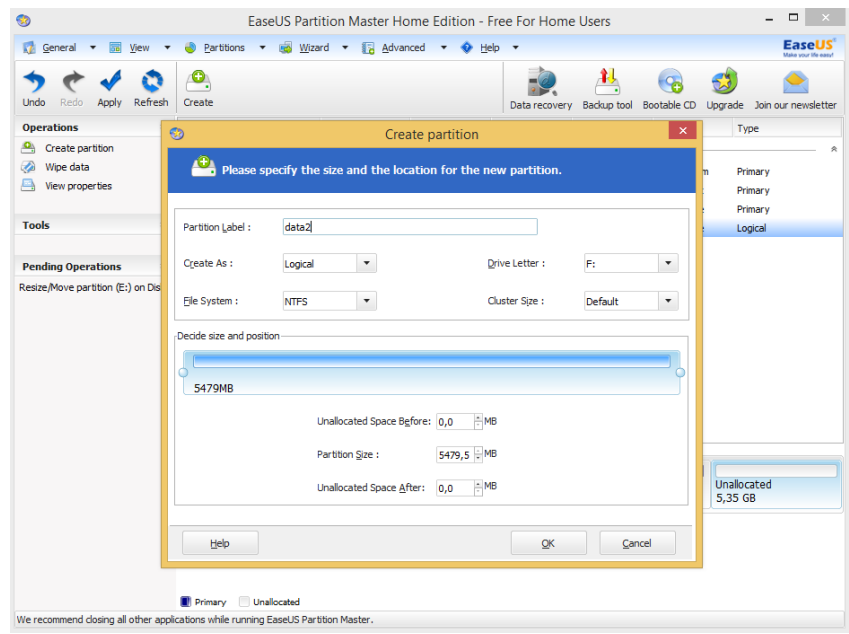 EaseUS Partition Master Home Edition - Free For Home Users
General View Partitions Wizard Advanced Help
EaseUS
Make your life easy!
Undo Redo Apply Refresh Create Data recovery Backup tool Bootable CD Upgrade Join our newsletter
Operations
Type
Create partition
Wipe data
View properties
Primary
Primary
Primary
Logical
Tools
Pending Operations
Resize/Move partition (E:) on Dis
Create partition
Please specify the size and the location for the new partition.
Partition Label : data2
Create As : Logical Drive Letter : F:
File System : NTFS Cluster Size : Default
Decide size and position
5479MB
Unallocated Space Before: 0,0 MB
Partition Size : 5479,5 MB
Unallocated Space After: 0,0 MB
Help OK Cancel
Unallocated
5,35 GB
Primary Unallocated
We recommend closing all other applications while running EaseUS Partition Master.